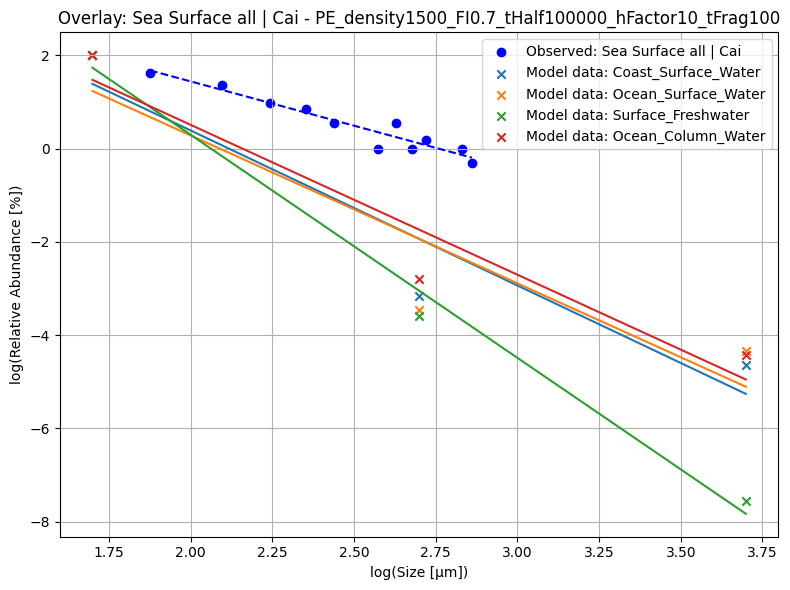 Overlay: Sea Surface all | Cai - PE_density1500_FI0.7_tHalf100000_hFactor10_tFrag100
Observed: Sea Surface all | Cai
Model data: Coast_Surface_Water
Model data: Ocean_Surface_Water
Model data: Surface_Freshwater
Model data: Ocean_Column_Water
log(Relative Abundance [%])
2
0
−2
−4
−6
−8
1.75
2.00
2.25
2.50
2.75
3.00
3.25
3.50
3.75
log(Size [µm])